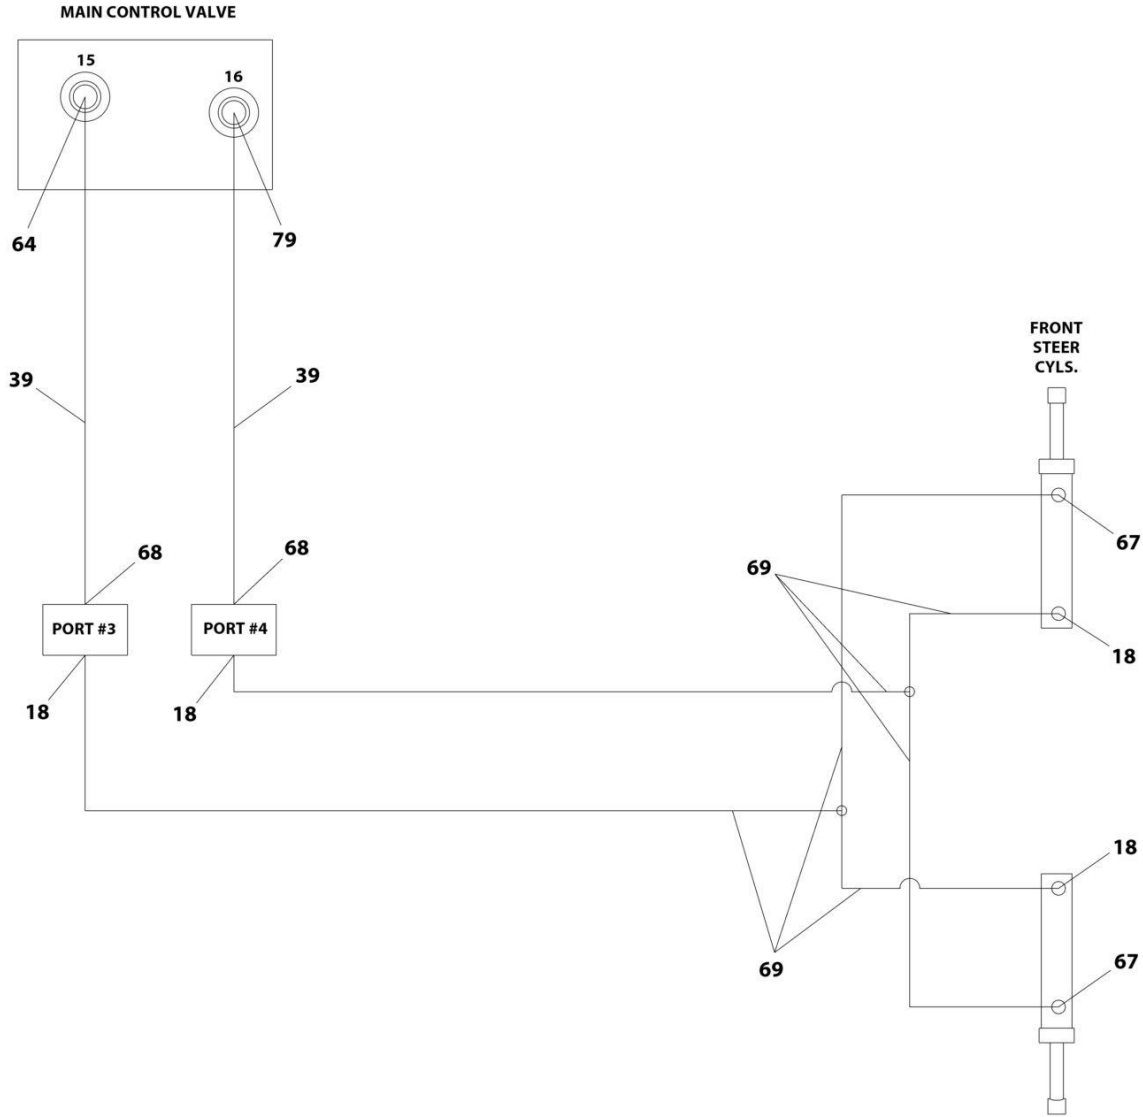 MAIN CONTROL VALVE
15
16
64
79
FRONT
STEER
CYLS.
39
39
67
68
68
69
PORT #3
PORT #4
18
18
18
18
67
69